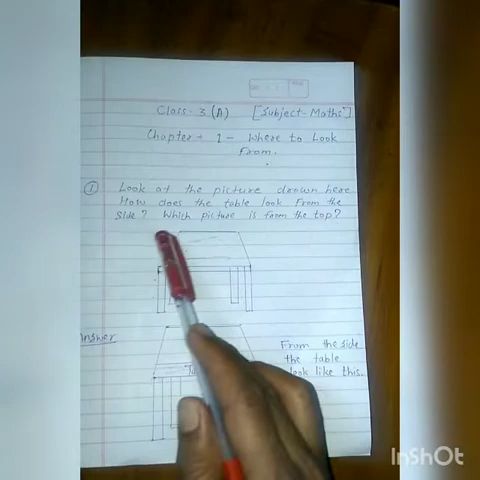 Class-3 (A) [Subject-Maths]
Chapter - 1 - Where to Look
From.
① Look at the picture drown here
How does the table look From the
side? Which picture is from the top?
Answer
From the side
the table
look like this.
InShOt